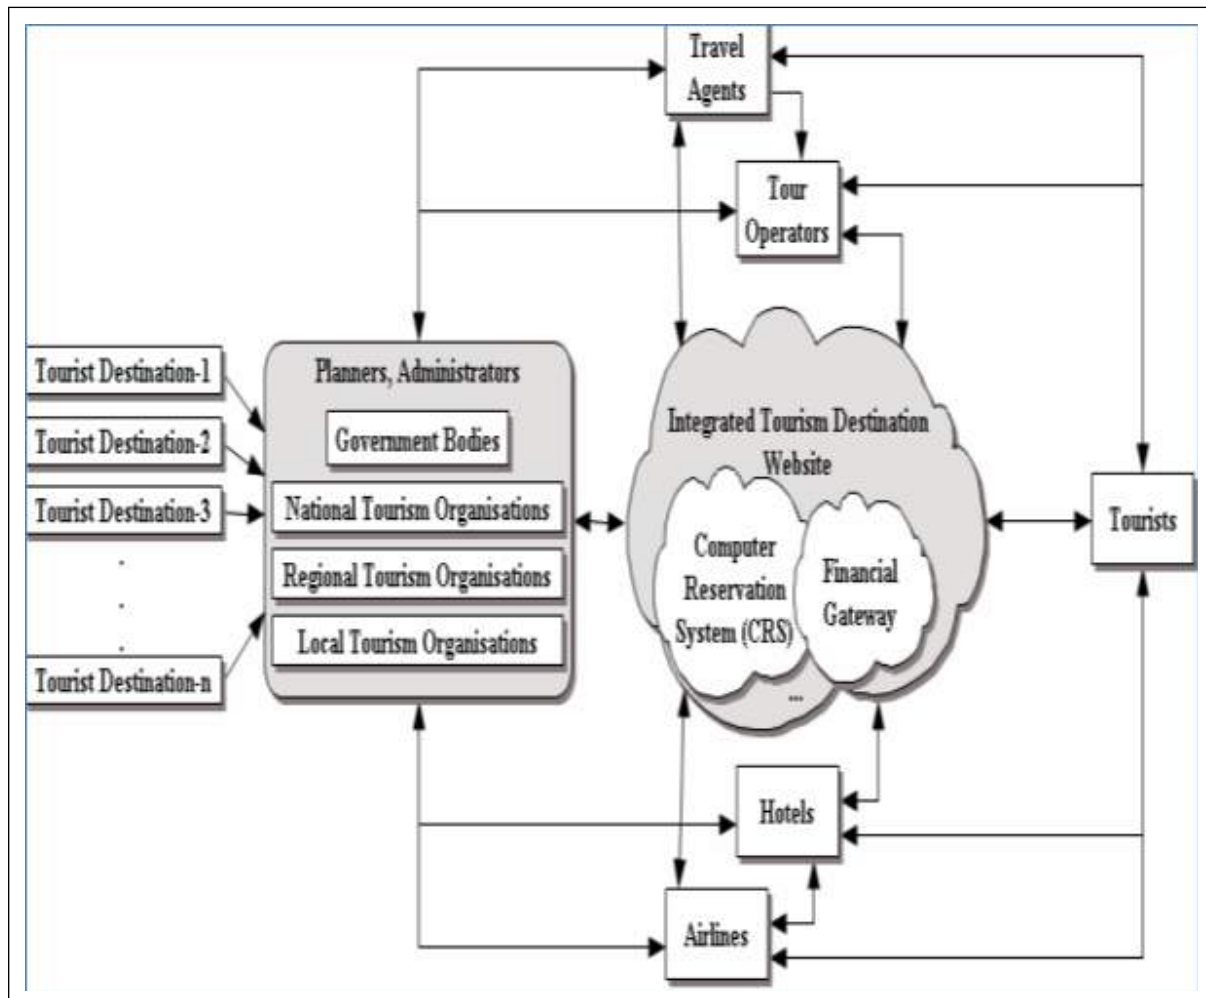 Travel
Agents
Tour
Operators
Tourist Destination-1
Tourist Destination-2
Tourist Destination-3
.
.
.
Tourist Destination-n
Planners, Administrators
Government Bodies
National Tourism Organisations
Regional Tourism Organisations
Local Tourism Organisations
Integrated Tourism Destination
Website
Computer
Reservation
System (CRS)
Financial
Gateway
...
Tourists
Hotels
Airlines